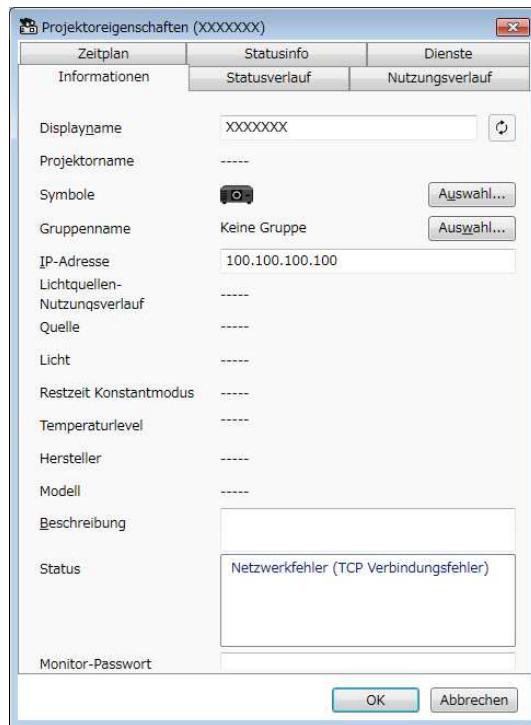 Projektoreigenschaften (XXXXXXX)
Zeitplan Statusinfo Dienste
Informationen Statusverlauf Nutzungsverlauf
Displayname XXXXXXX
Projektorname -----
Symbole Auswahl...
Gruppenname Keine Gruppe Auswahl...
IP-Adresse 100.100.100.100
Lichtquellen-
Nutzungsverlauf -----
Quelle -----
Licht -----
Restzeit Konstantmodus -----
Temperaturlevel -----
Hersteller -----
Modell -----
Beschreibung
Status Netzwerkfehler (TCP Verbindungsfehler)
Monitor-Passwort
OK Abbrechen